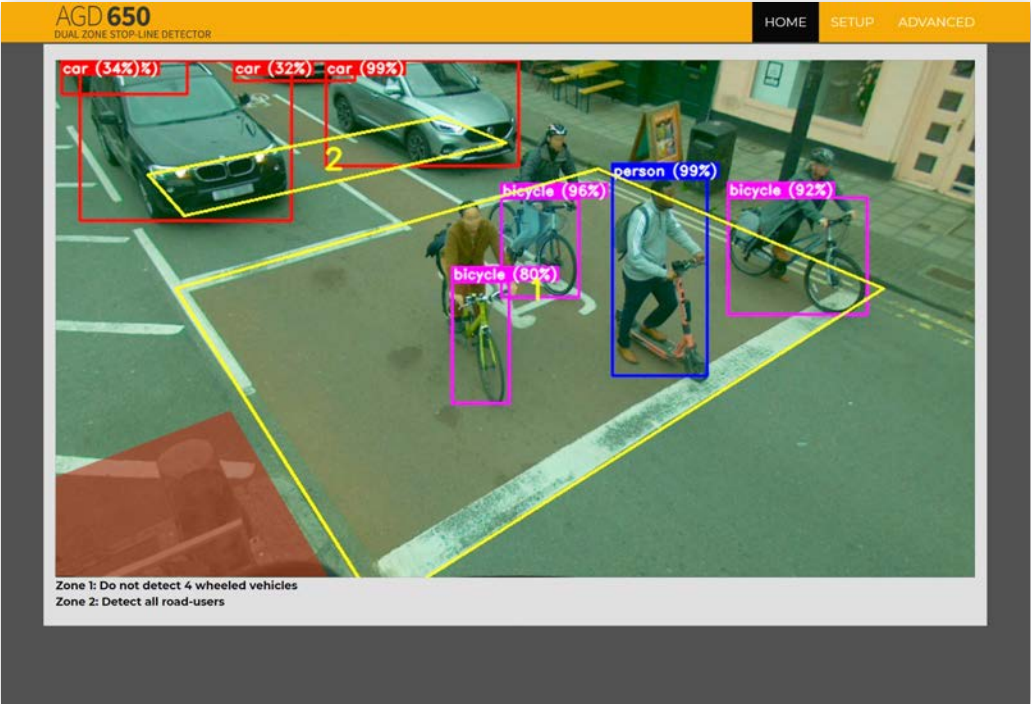 AGD 650
DUAL ZONE STOP-LINE DETECTOR
HOME SETUP ADVANCED
car (34%)%)
car (32%)
car (99%)
2
person (99%)
bicycle (96%)
bicycle (92%)
bicycle (80%)
1
Zone 1: Do not detect 4 wheeled vehicles
Zone 2: Detect all road-users